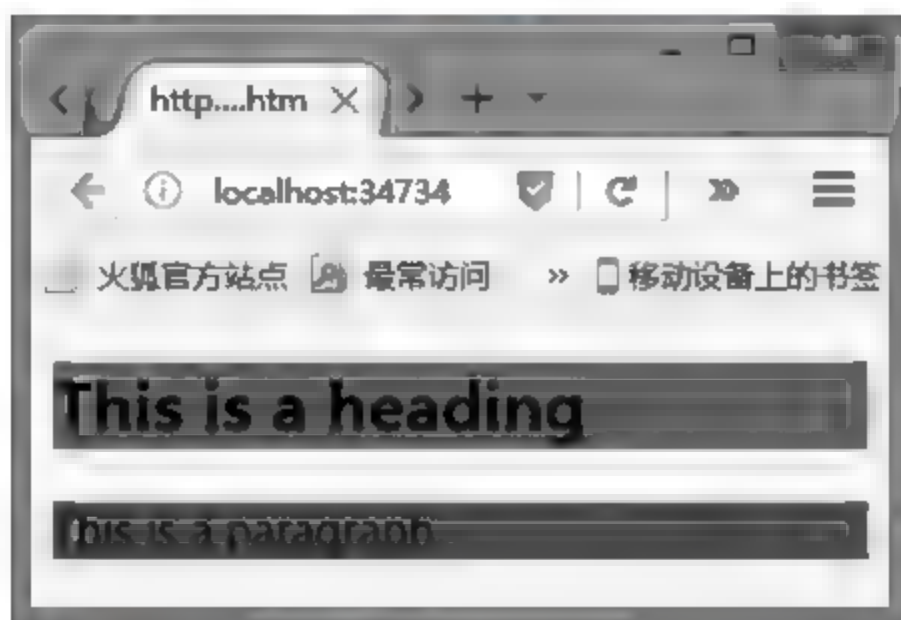 http....htm
localhost:34734
火狐官方站点 最常访问 » 移动设备上的书签
This is a heading
This is a paragraph.